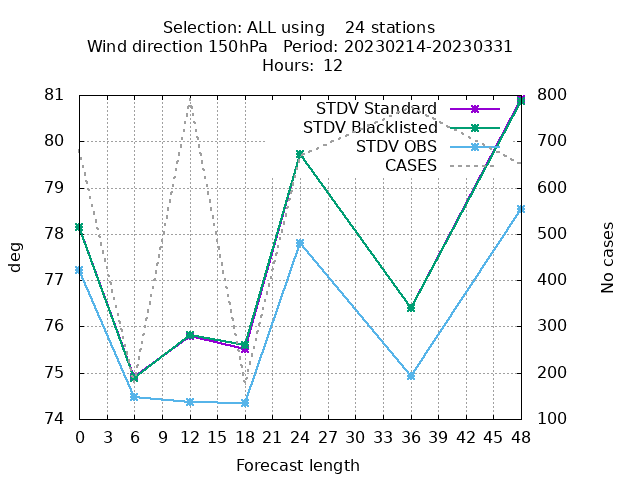 Selection: ALL using    24 stations
Wind direction 150hPa   Period: 20230214-20230331
Hours:  12
STDV Standard
STDV Blacklisted
STDV OBS
CASES
81
80
79
78
77
76
75
74
deg
800
700
600
500
400
300
200
100
No cases
0 3 6 9 12 15 18 21 24 27 30 33 36 39 42 45 48
Forecast length